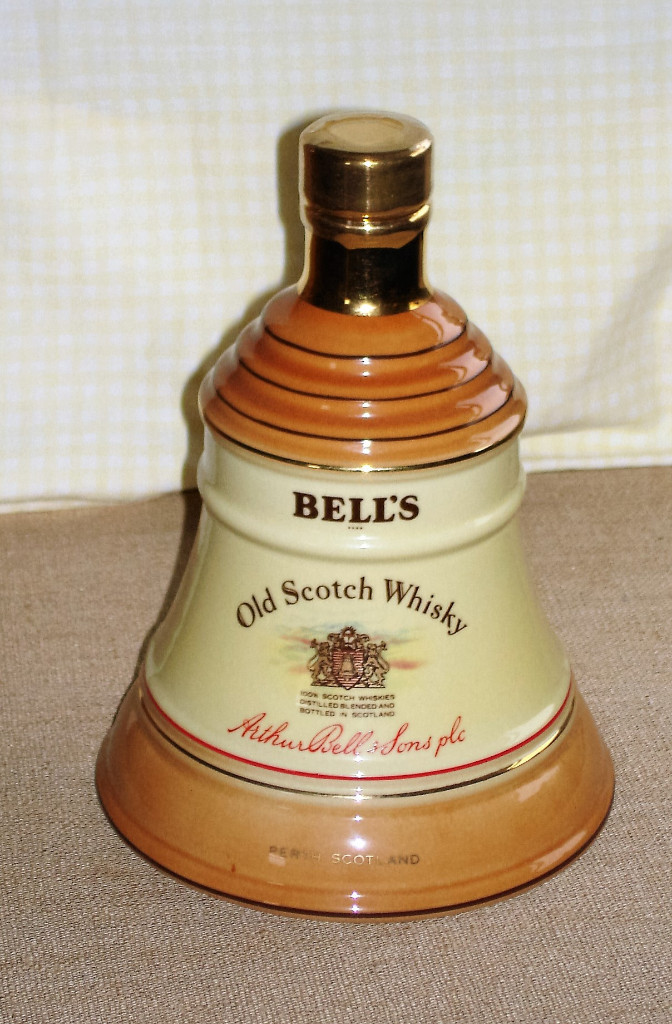 BELL'S
Old Scotch Whisky
100% SCOTCH WHISKIES
DISTILLED BLENDED AND
BOTTLED IN SCOTLAND
Arthur Bell & Sons plc
PERTH SCOTLAND